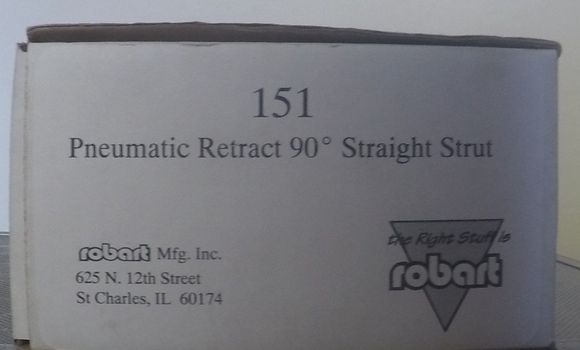 151
Pneumatic Retract 90° Straight Strut
robart Mfg. Inc.
625 N. 12th Street
St Charles, IL 60174
the Right Stuff is
robart